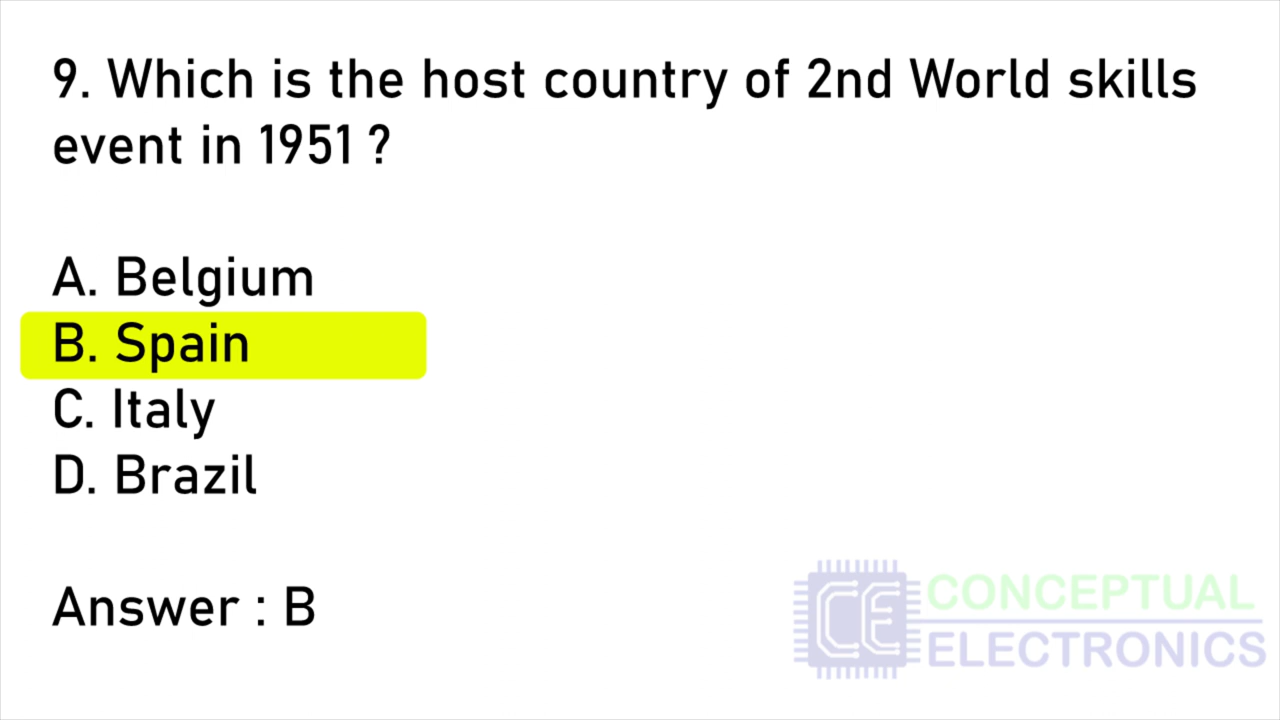 9. Which is the host country of 2nd World skills
event in 1951 ?
A. Belgium
B. Spain
C. Italy
D. Brazil
Answer : B
CE CONCEPTUAL
ELECTRONICS